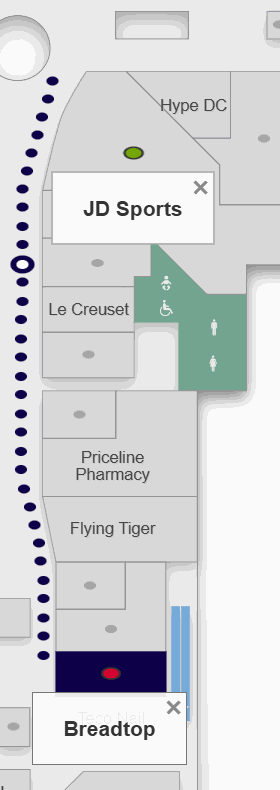 Hype DC
JD Sports
Le Creuset
Priceline
Pharmacy
Flying Tiger
Breadtop